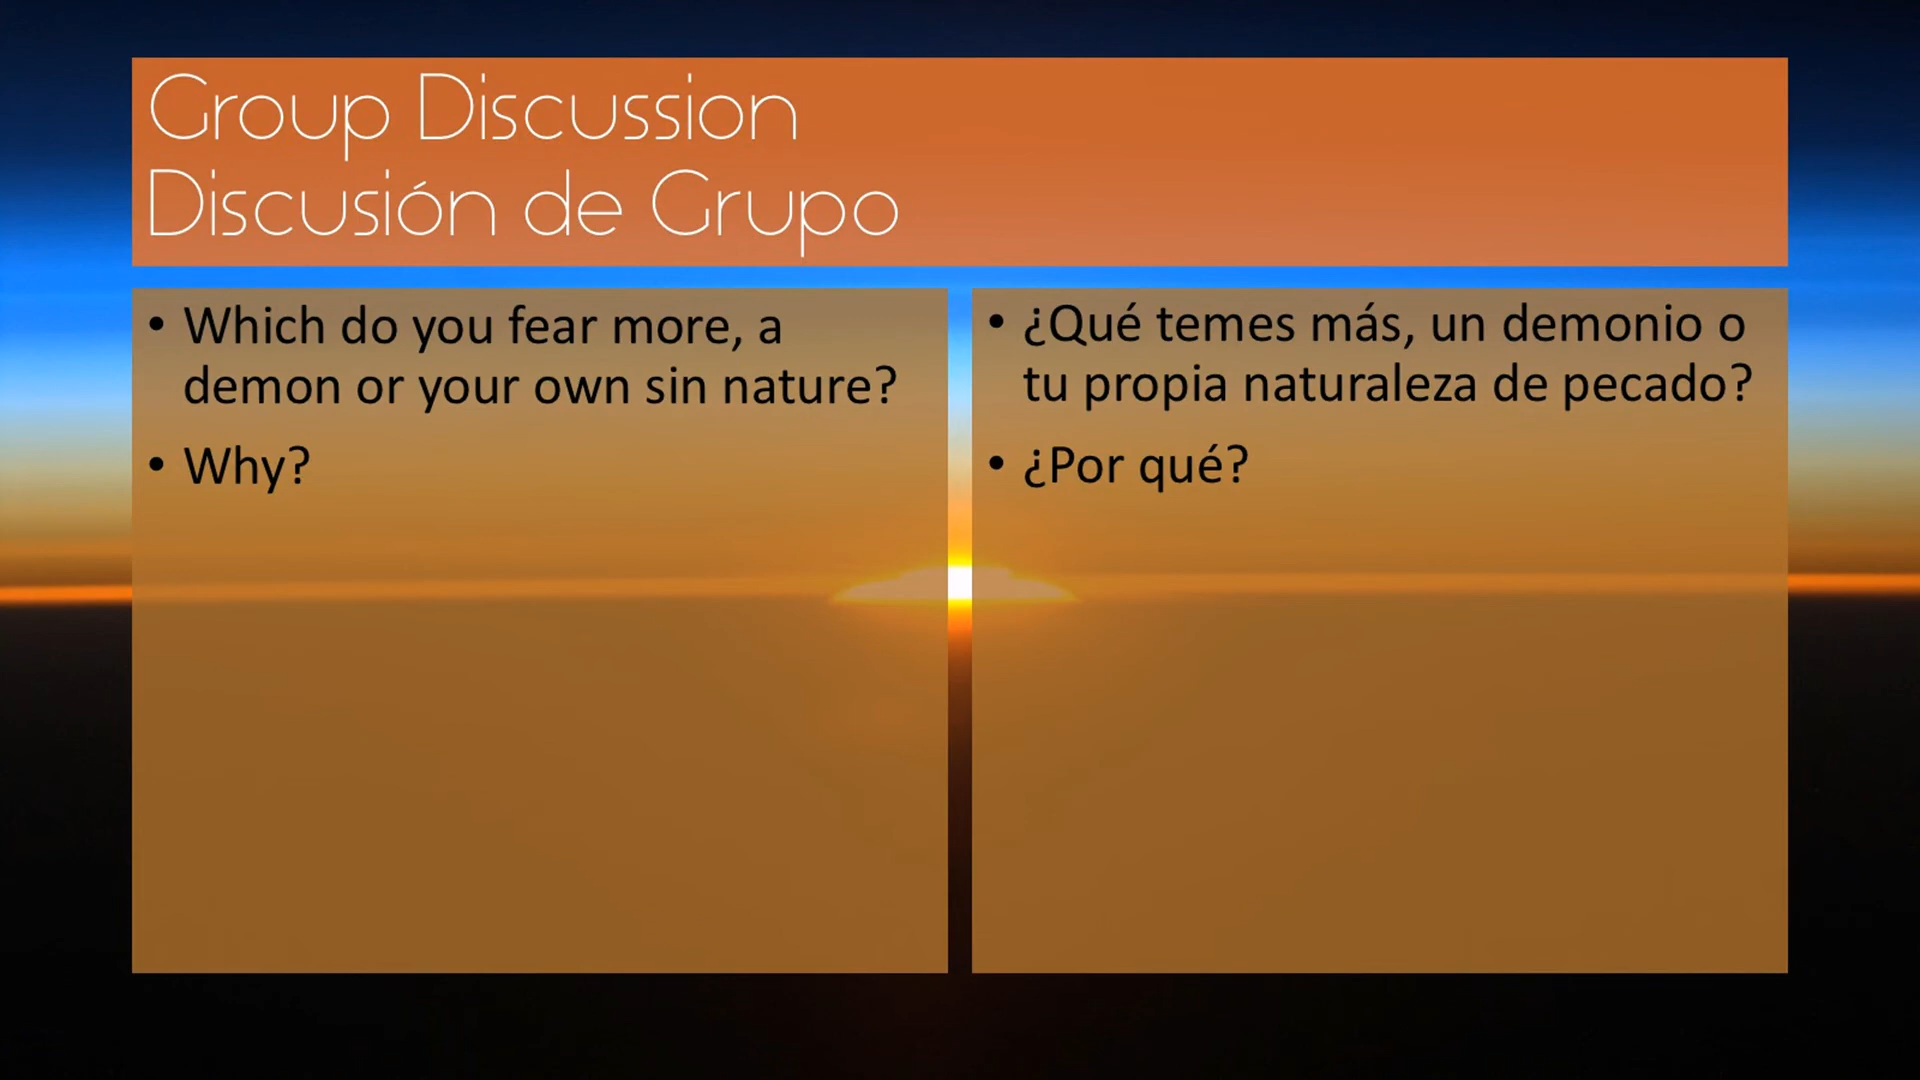 Group Discussion
Discusión de Grupo
• Which do you fear more, a
demon or your own sin nature?
• Why?
• ¿Qué temes más, un demonio o
tu propia naturaleza de pecado?
• ¿Por qué?